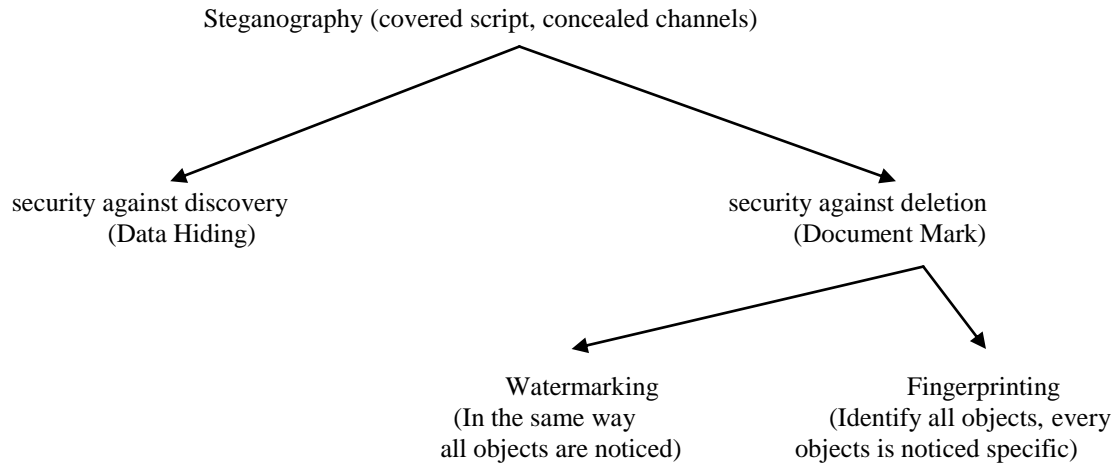 Steganography (covered script, concealed channels)
security against discovery
(Data Hiding)
security against deletion
(Document Mark)
Watermarking
(In the same way
all objects are noticed)
Fingerprinting
(Identify all objects, every
objects is noticed specific)